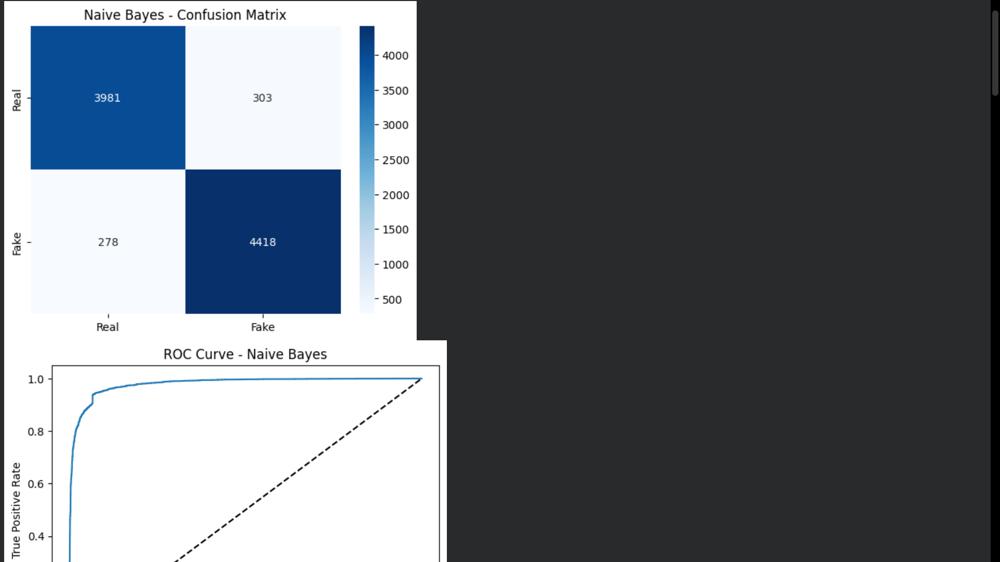 Naive Bayes - Confusion Matrix
Real
3981
303
Fake
278
4418
Real
Fake
4000
3500
3000
2500
2000
1500
1000
500
ROC Curve - Naive Bayes
True Positive Rate
1.0
0.8
0.6
0.4